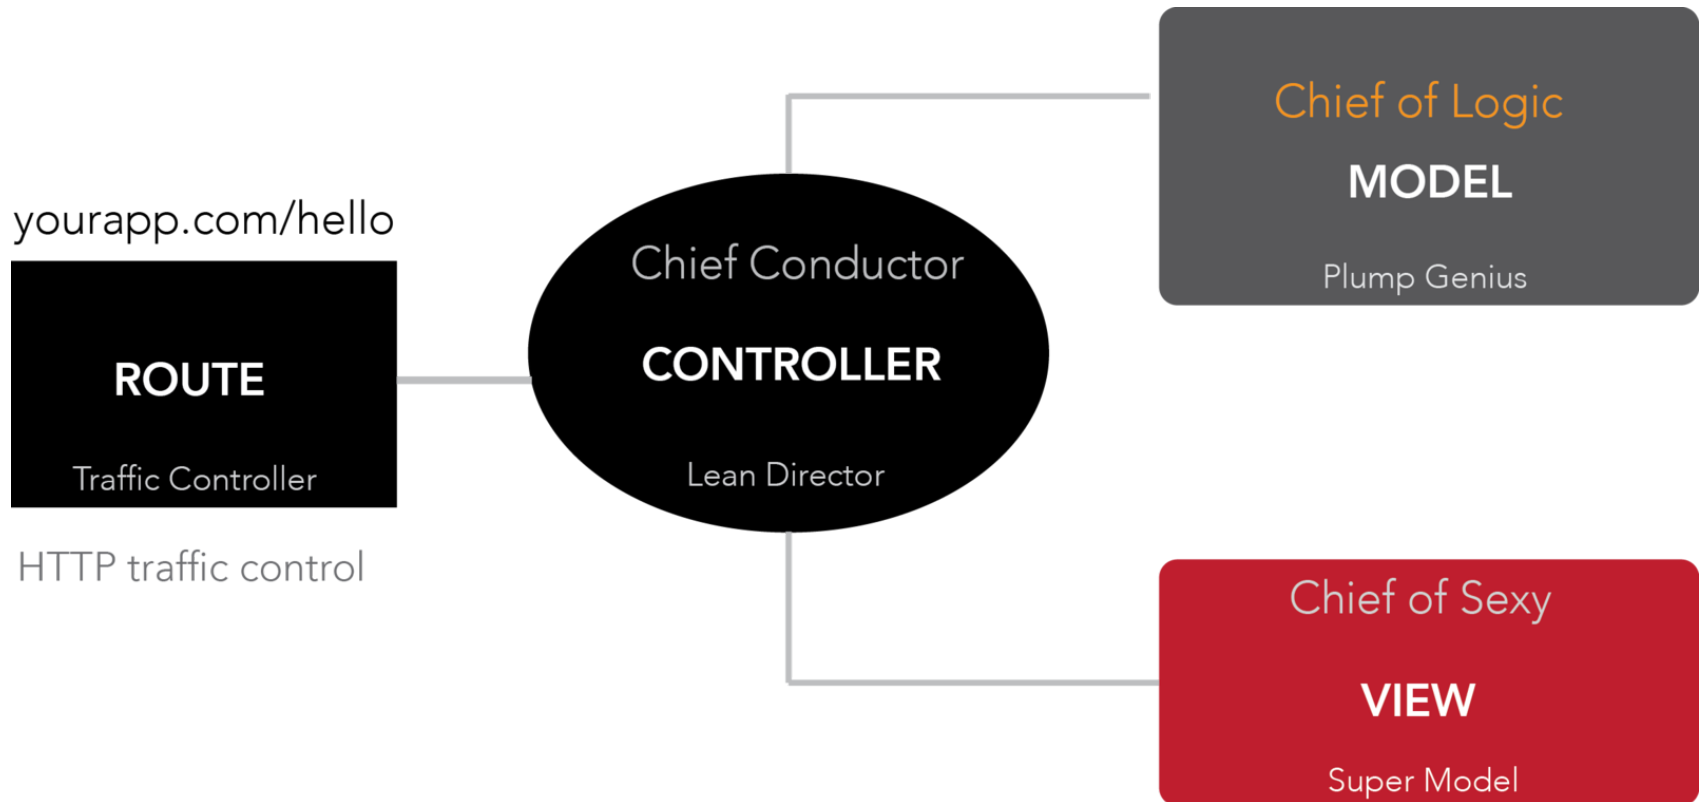 yourapp.com/hello
ROUTE
Traffic Controller
HTTP traffic control
Chief Conductor
CONTROLLER
Lean Director
Chief of Logic
MODEL
Plump Genius
Chief of Sexy
VIEW
Super Model